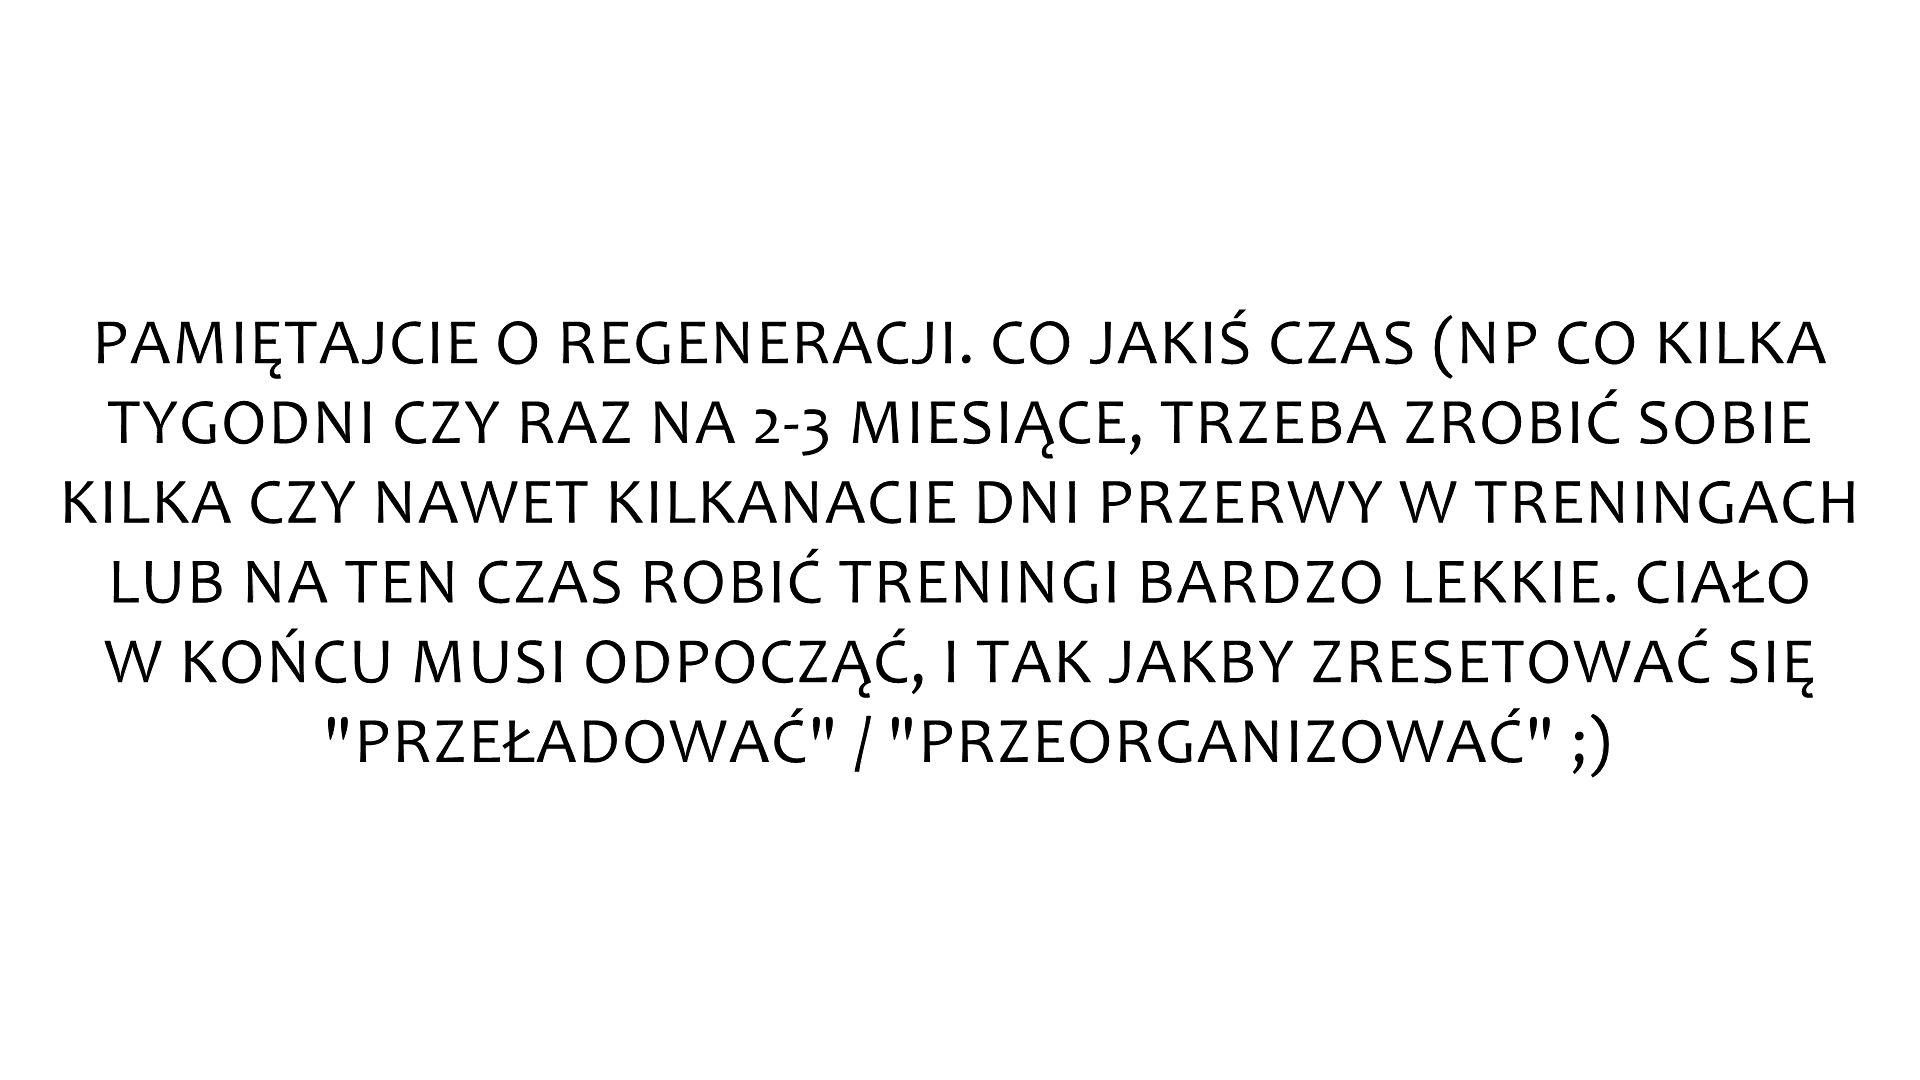 PAMIĘTAJCIE O REGENERACJI. CO JAKIŚ CZAS (NP CO KILKA
TYGODNI CZY RAZ NA 2-3 MIESIĄCE, TRZEBA ZROBIĆ SOBIE
KILKA CZY NAWET KILKANACIE DNI PRZERWY W TRENINGACH
LUB NA TEN CZAS ROBIĆ TRENINGI BARDZO LEKKIE. CIAŁO
W KOŃCU MUSI ODPOCZĄĆ, I TAK JAKBY ZRESETOWAĆ SIĘ
"PRZEŁADOWAĆ" / "PRZEORGANIZOWAĆ" ;)